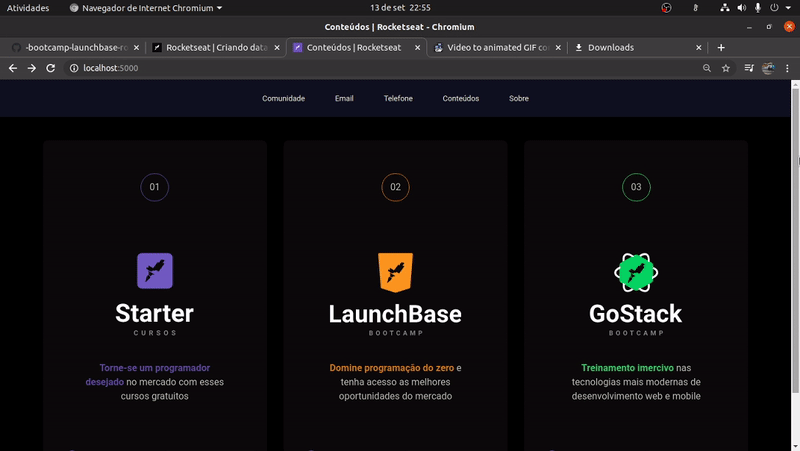 Atividades
Navegador de Internet Chromium
13 de set 22:55
Conteúdos | Rocketseat - Chromium
-bootcamp-launchbase-ro
Rocketseat | Criando data
Conteúdos | Rocketseat
Video to animated GIF co
Downloads
localhost:5000
Comunidade
Email
Telefone
Conteúdos
Sobre
01
Starter
CURSOS
Torne-se um programador
desejado no mercado com esses
cursos gratuitos
02
LaunchBase
BOOTCAMP
Domine programação do zero e
tenha acesso as melhores
oportunidades do mercado
03
GoStack
BOOTCAMP
Treinamento imercivo nas
tecnologias mais modernas de
desenvolvimento web e mobile